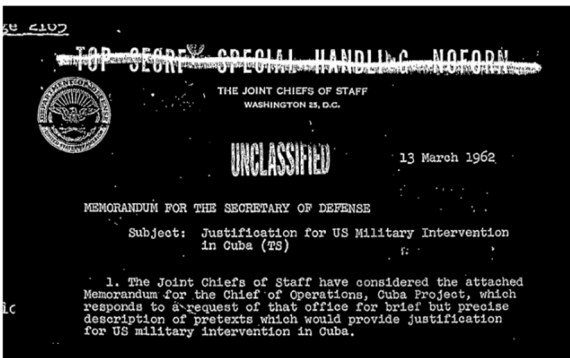 ge 2165
TOP SECRET SPECIAL HANDLING NOFORN
THE JOINT CHIEFS OF STAFF
WASHINGTON 25, D.C.
UNCLASSIFIED
13 March 1962
MEMORANDUM FOR THE SECRETARY OF DEFENSE
Subject: Justification for US Military Intervention
in Cuba (TS)
1. The Joint Chiefs of Staff have considered the attached
Memorandum for the Chief of Operations, Cuba Project, which
ic responds to a request of that office for brief but precise
description of pretexts which would provide justification
for US military intervention in Cuba.